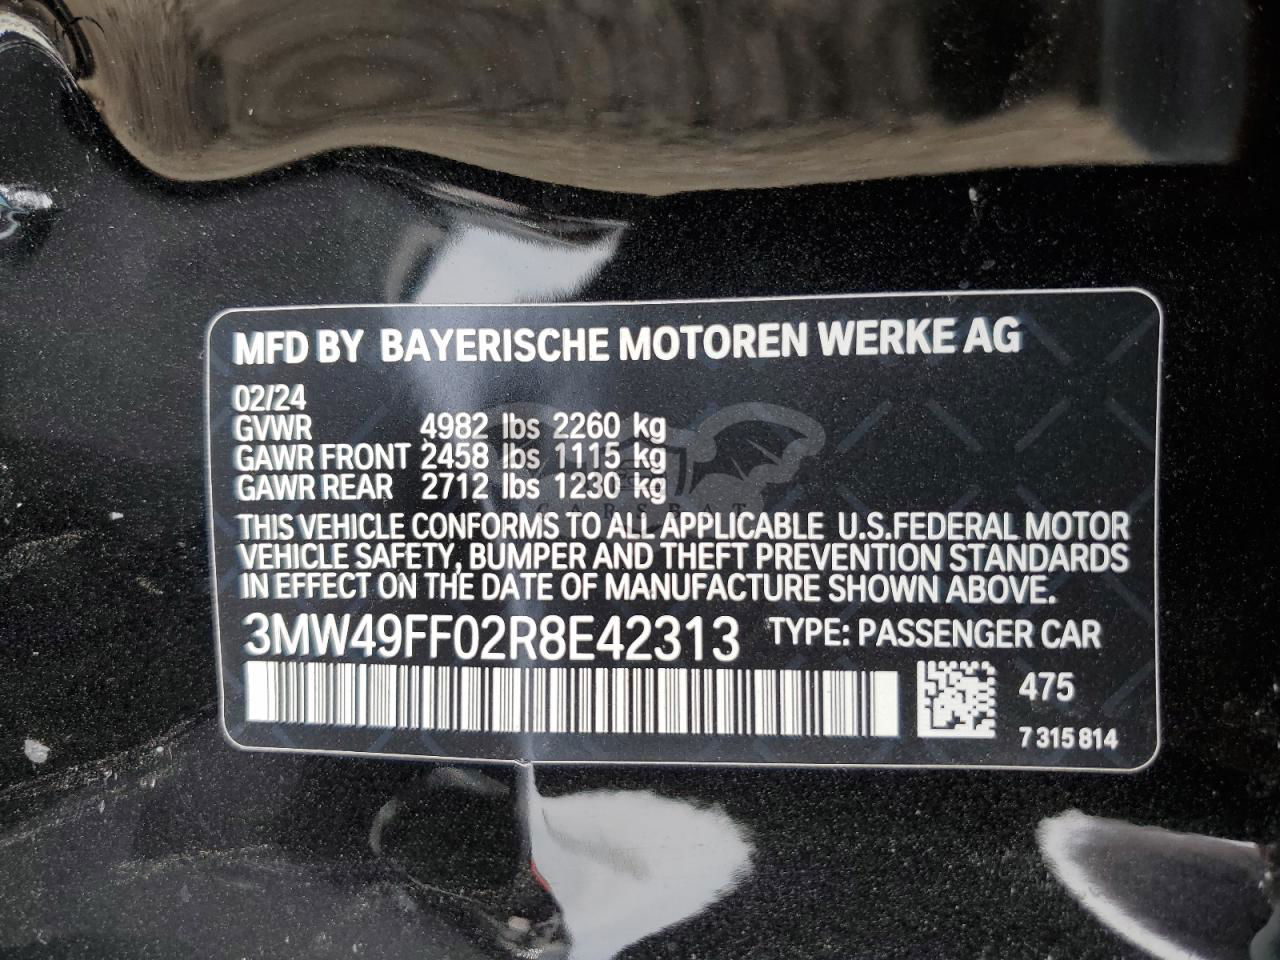 MFD BY BAYERISCHE MOTOREN WERKE AG
02/24
GVWR 4982 lbs 2260 kg
GAWR FRONT 2458 lbs 1115 kg
GAWR REAR 2712 lbs 1230 kg
CARSBAT
THIS VEHICLE CONFORMS TO ALL APPLICABLE U.S.FEDERAL MOTOR
VEHICLE SAFETY, BUMPER AND THEFT PREVENTION STANDARDS
IN EFFECT ON THE DATE OF MANUFACTURE SHOWN ABOVE.
3MW49FF02R8E42313 TYPE: PASSENGER CAR
475
7 315 814